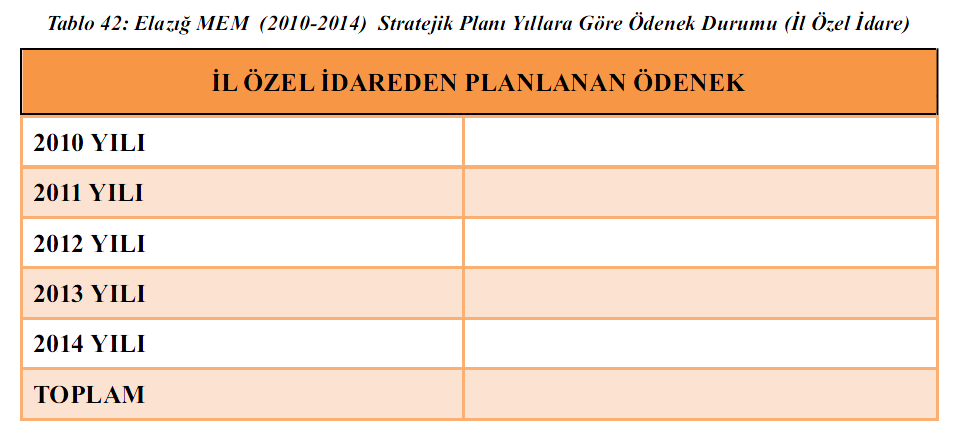 Tablo 42: Elazığ MEM (2010-2014) Stratejik Planı Yıllara Göre Ödenek Durumu (İl Özel İdare)
İL ÖZEL İDAREDEN PLANLANAN ÖDENEK
2010 YILI
2011 YILI
2012 YILI
2013 YILI
2014 YILI
TOPLAM